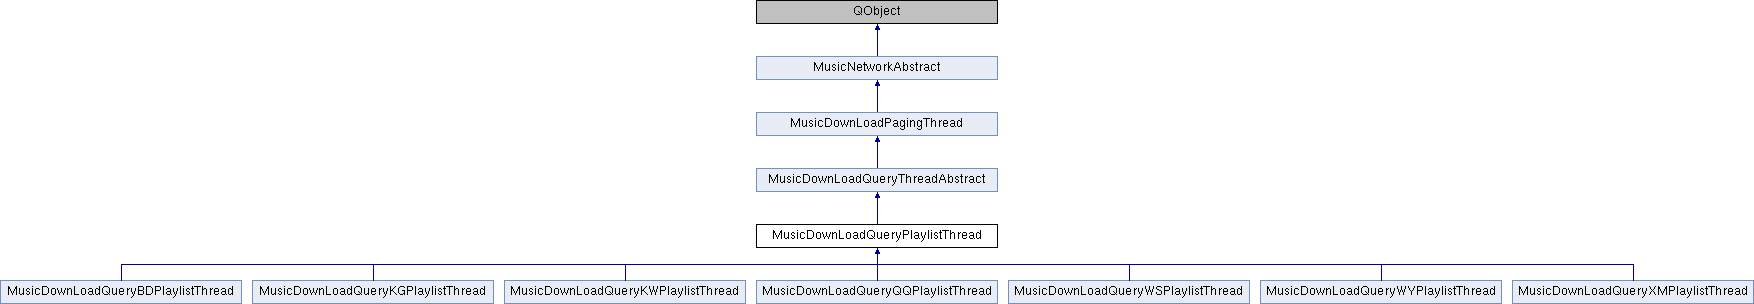 QObject
MusicNetworkAbstract
MusicDownLoadPagingThread
MusicDownLoadQueryThreadAbstract
MusicDownLoadQueryPlaylistThread
MusicDownLoadQueryBDPlaylistThread
MusicDownLoadQueryKGPlaylistThread
MusicDownLoadQueryKWPlaylistThread
MusicDownLoadQueryQQPlaylistThread
MusicDownLoadQueryWSPlaylistThread
MusicDownLoadQueryWYPlaylistThread
MusicDownLoadQueryXMPlaylistThread